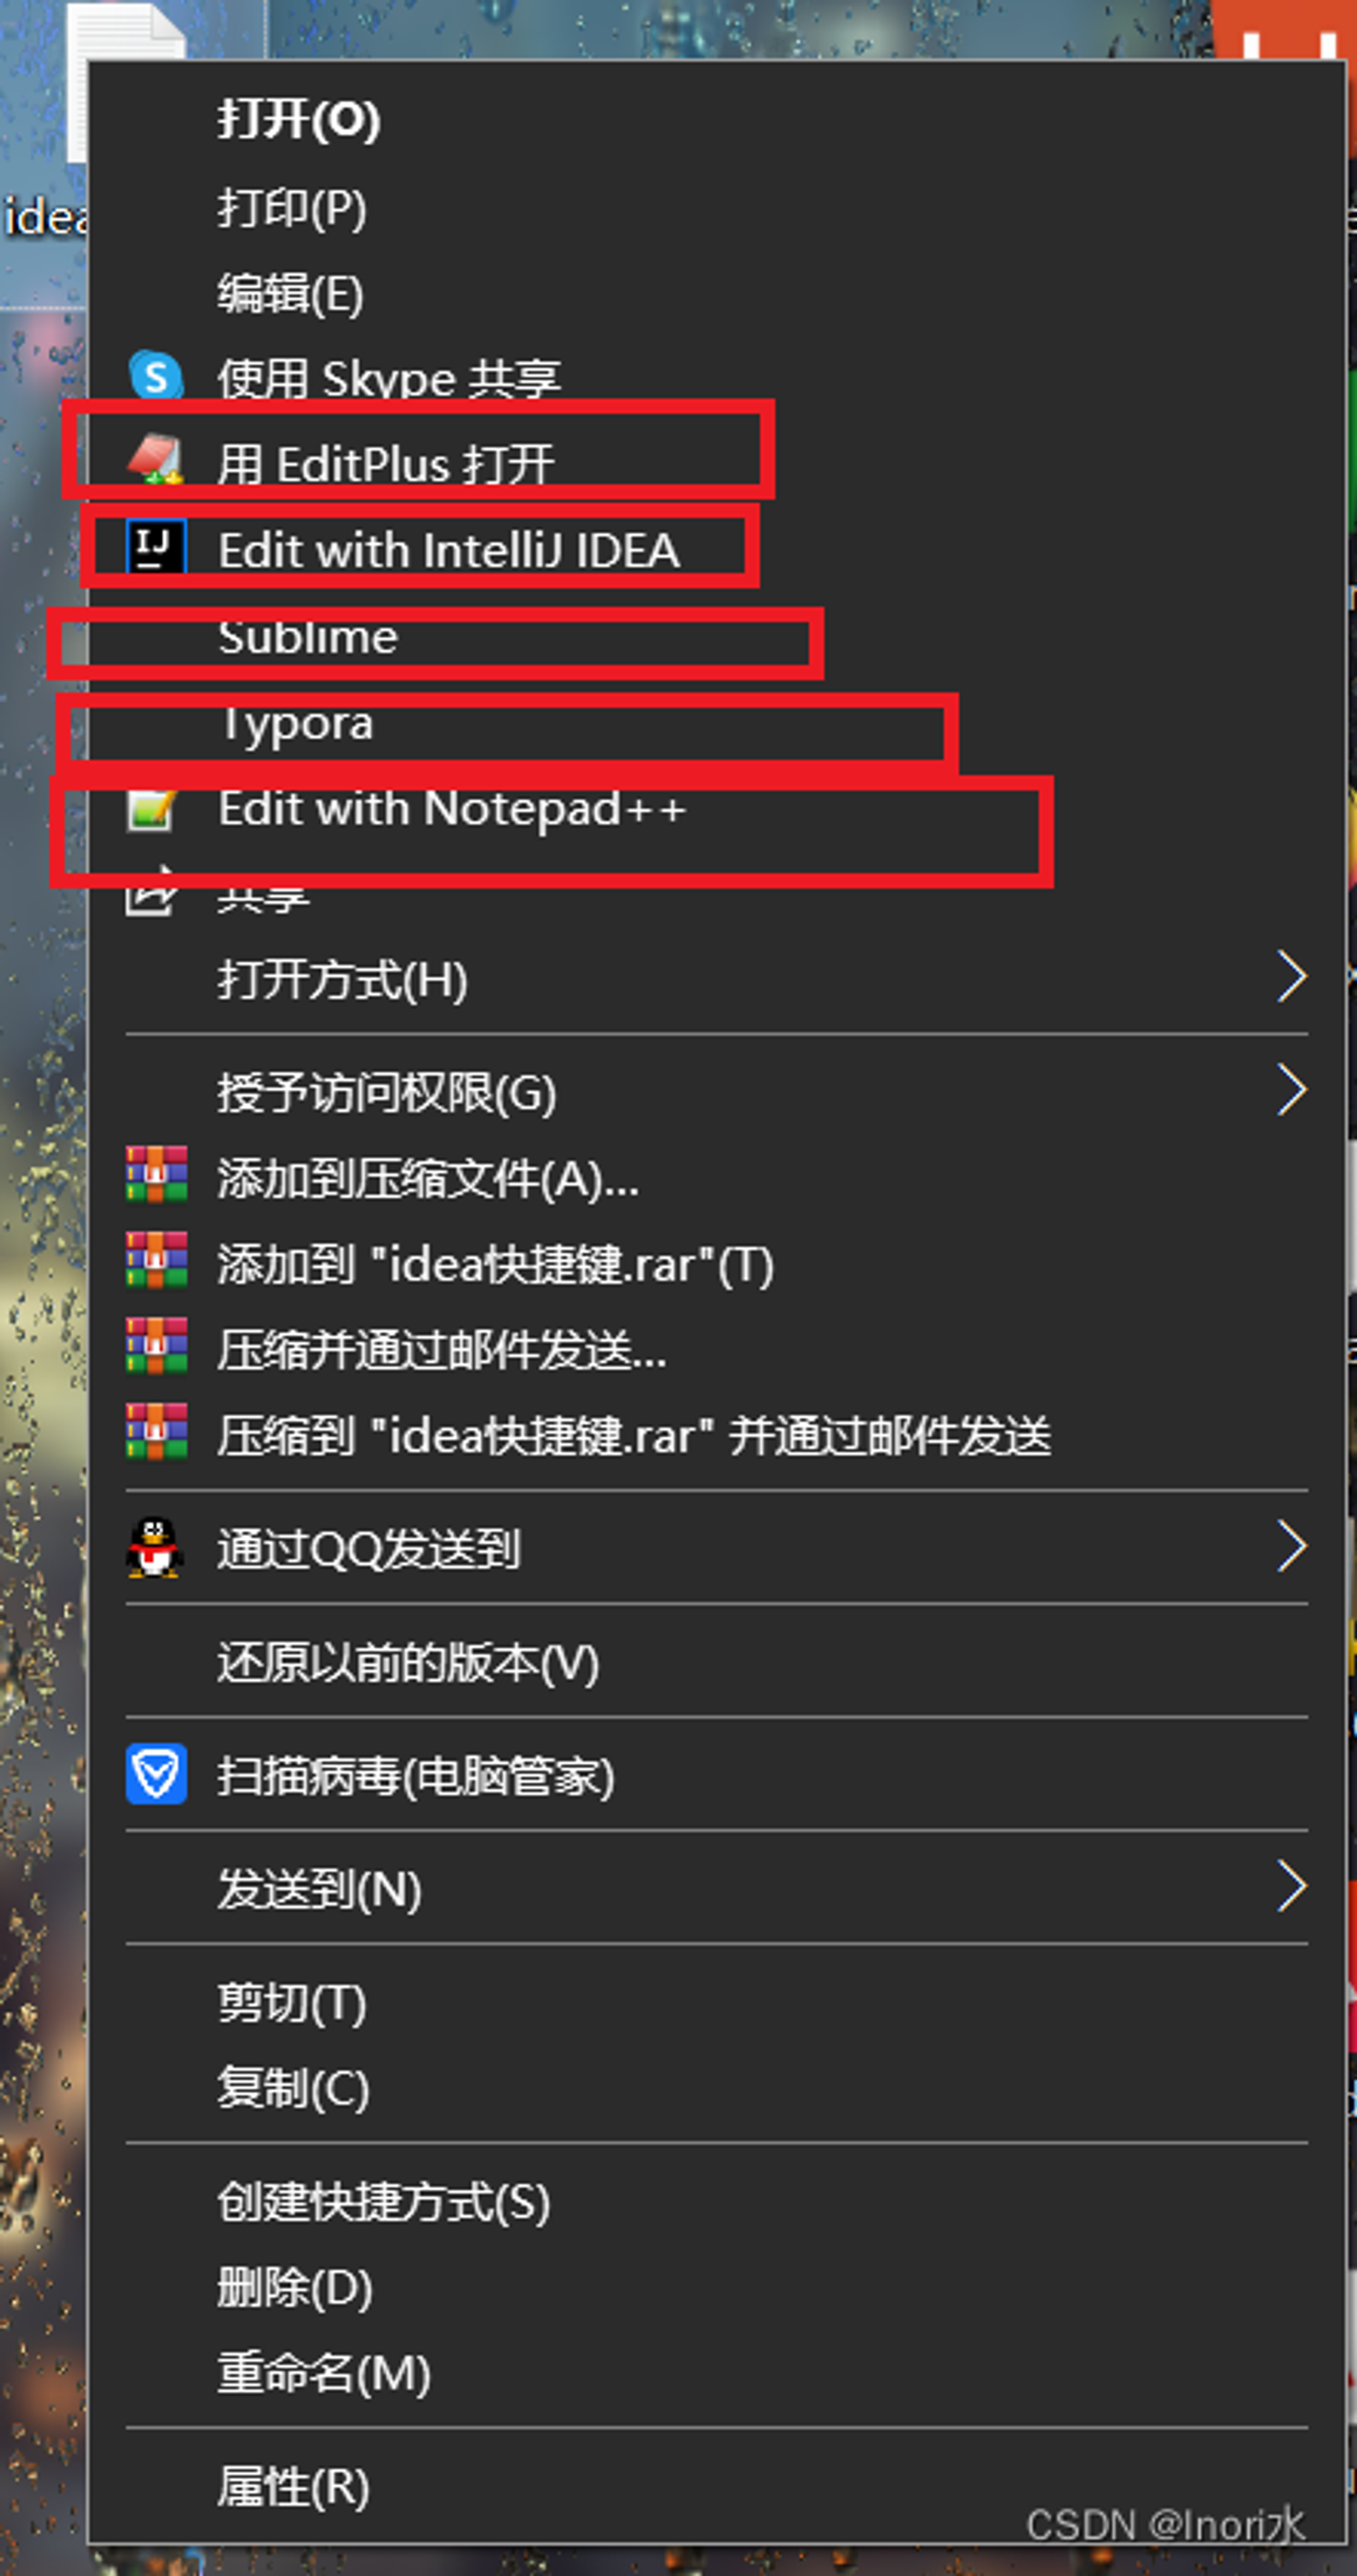 打开(O)
idea
打印(P)
编辑(E)
使用 Skype 共享
用 EditPlus 打开
Edit with IntelliJ IDEA
Sublime
Typora
Edit with Notepad++
共享
打开方式(H)
授予访问权限(G)
添加到压缩文件(A)...
添加到 "idea快捷键.rar"(T)
压缩并通过邮件发送...
压缩到 "idea快捷键.rar" 并通过邮件发送
通过QQ发送到
还原以前的版本(V)
扫描病毒(电脑管家)
发送到(N)
剪切(T)
复制(C)
创建快捷方式(S)
删除(D)
重命名(M)
属性(R)
CSDN @Inori水